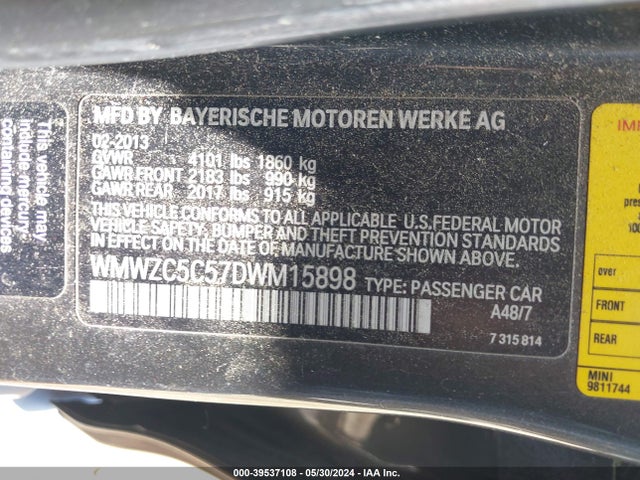 This vehicle may
include mercury
containing devices
MFD BY BAYERISCHE MOTOREN WERKE AG
02-2013
GVWR 4101 lbs 1860 kg
GAWR FRONT 2183 lbs 990 kg
GAWR REAR 2017 lbs 915 kg
THIS VEHICLE CONFORMS TO ALL APPLICABLE U.S.FEDERAL MOTOR
VEHICLE SAFETY, BUMPER AND THEFT PREVENTION STANDARDS
IN EFFECT ON THE DATE OF MANUFACTURE SHOWN ABOVE.
WMWZC5C57DWM15898 TYPE: PASSENGER CAR
A48/7
7 315 814
over
FRONT
REAR
MINI
9811744
000-39537108 - 05/30/2024 - IAA Inc.